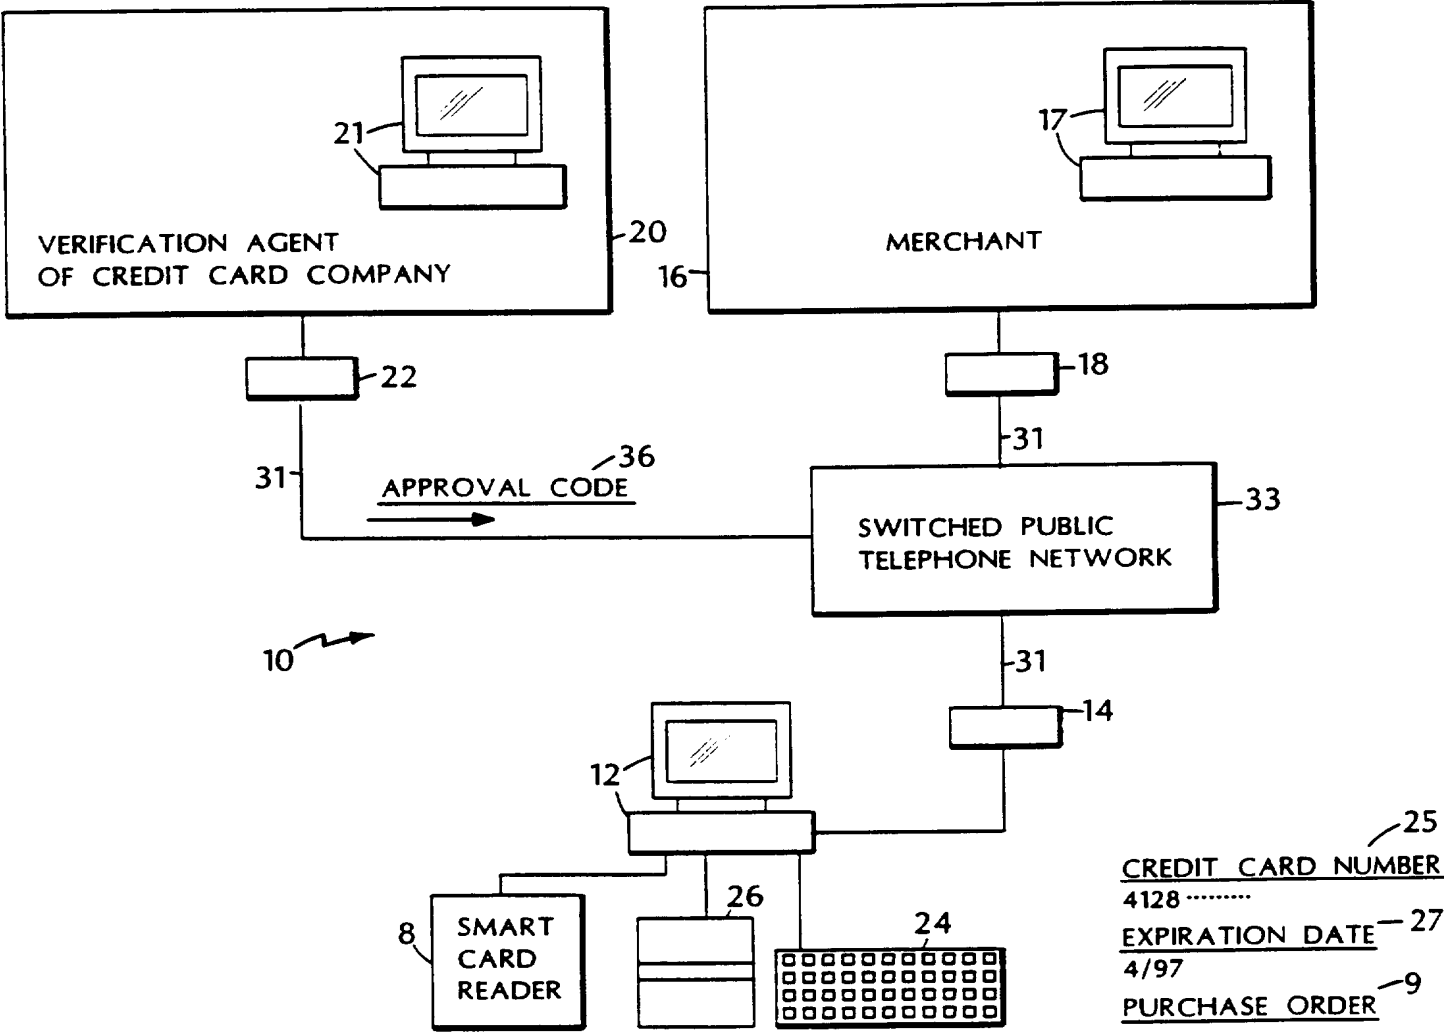 21
17
VERIFICATION AGENT
OF CREDIT CARD COMPANY
20
MERCHANT
16
22
18
31
31
APPROVAL CODE
36
33
SWITCHED PUBLIC
TELEPHONE NETWORK
10
31
14
12
25
CREDIT CARD NUMBER
4128 ..........
EXPIRATION DATE
27
4/97
PURCHASE ORDER
9
8
SMART
CARD
READER
26
24